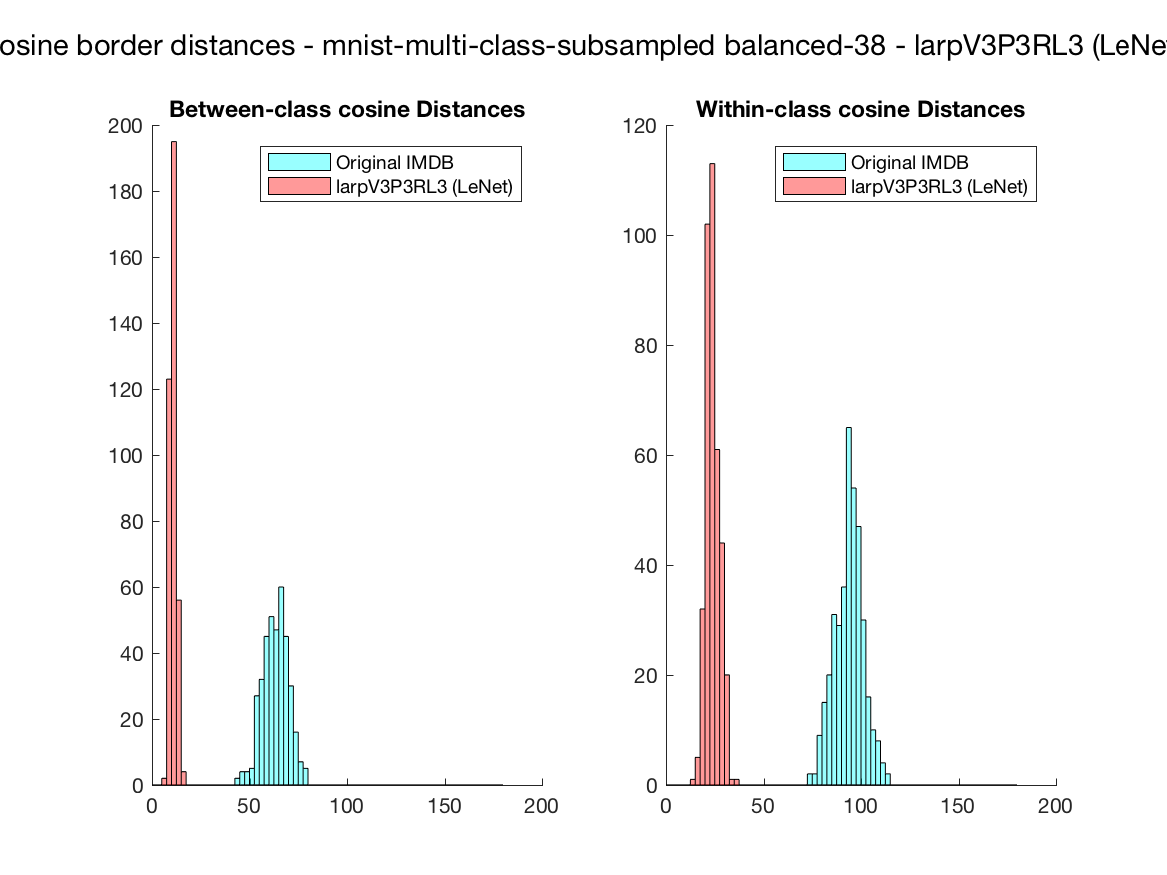 osine border distances - mnist-multi-class-subsampled balanced-38 - larpV3P3RL3 (LeNet
Between-class cosine Distances
Original IMDB
larpV3P3RL3 (LeNet)
200
180
160
140
120
100
80
60
40
20
0
0 50 100 150 200
Within-class cosine Distances
Original IMDB
larpV3P3RL3 (LeNet)
120
100
80
60
40
20
0
0 50 100 150 200